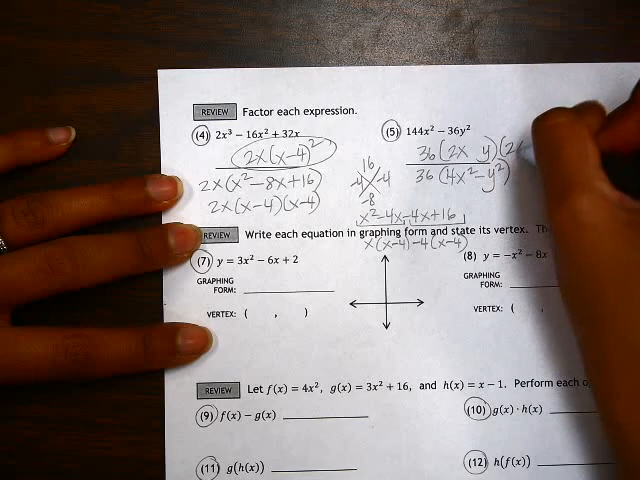 REVIEW Factor each expression.
(4) 2x³ − 16x² + 32x (5) 144x² − 36y²
2x(x−4)² 36(2x y)(2
2x(x²−8x+16) 16 36(4x²−y²)
-4 -4
2x(x−4)(x−4) -8
x²−4x−4x+16
REVIEW Write each equation in graphing form and state its vertex.
x(x−4)−4(x−4)
(7) y = 3x² − 6x + 2 (8) y = −x² − 8x
GRAPHING FORM: GRAPHING FORM:
VERTEX: ( , ) VERTEX: (
REVIEW Let f(x) = 4x², g(x) = 3x² + 16, and h(x) = x − 1. Perform each
(9) f(x) − g(x) (10) g(x) · h(x)
(11) g(h(x)) (12) h(f(x))